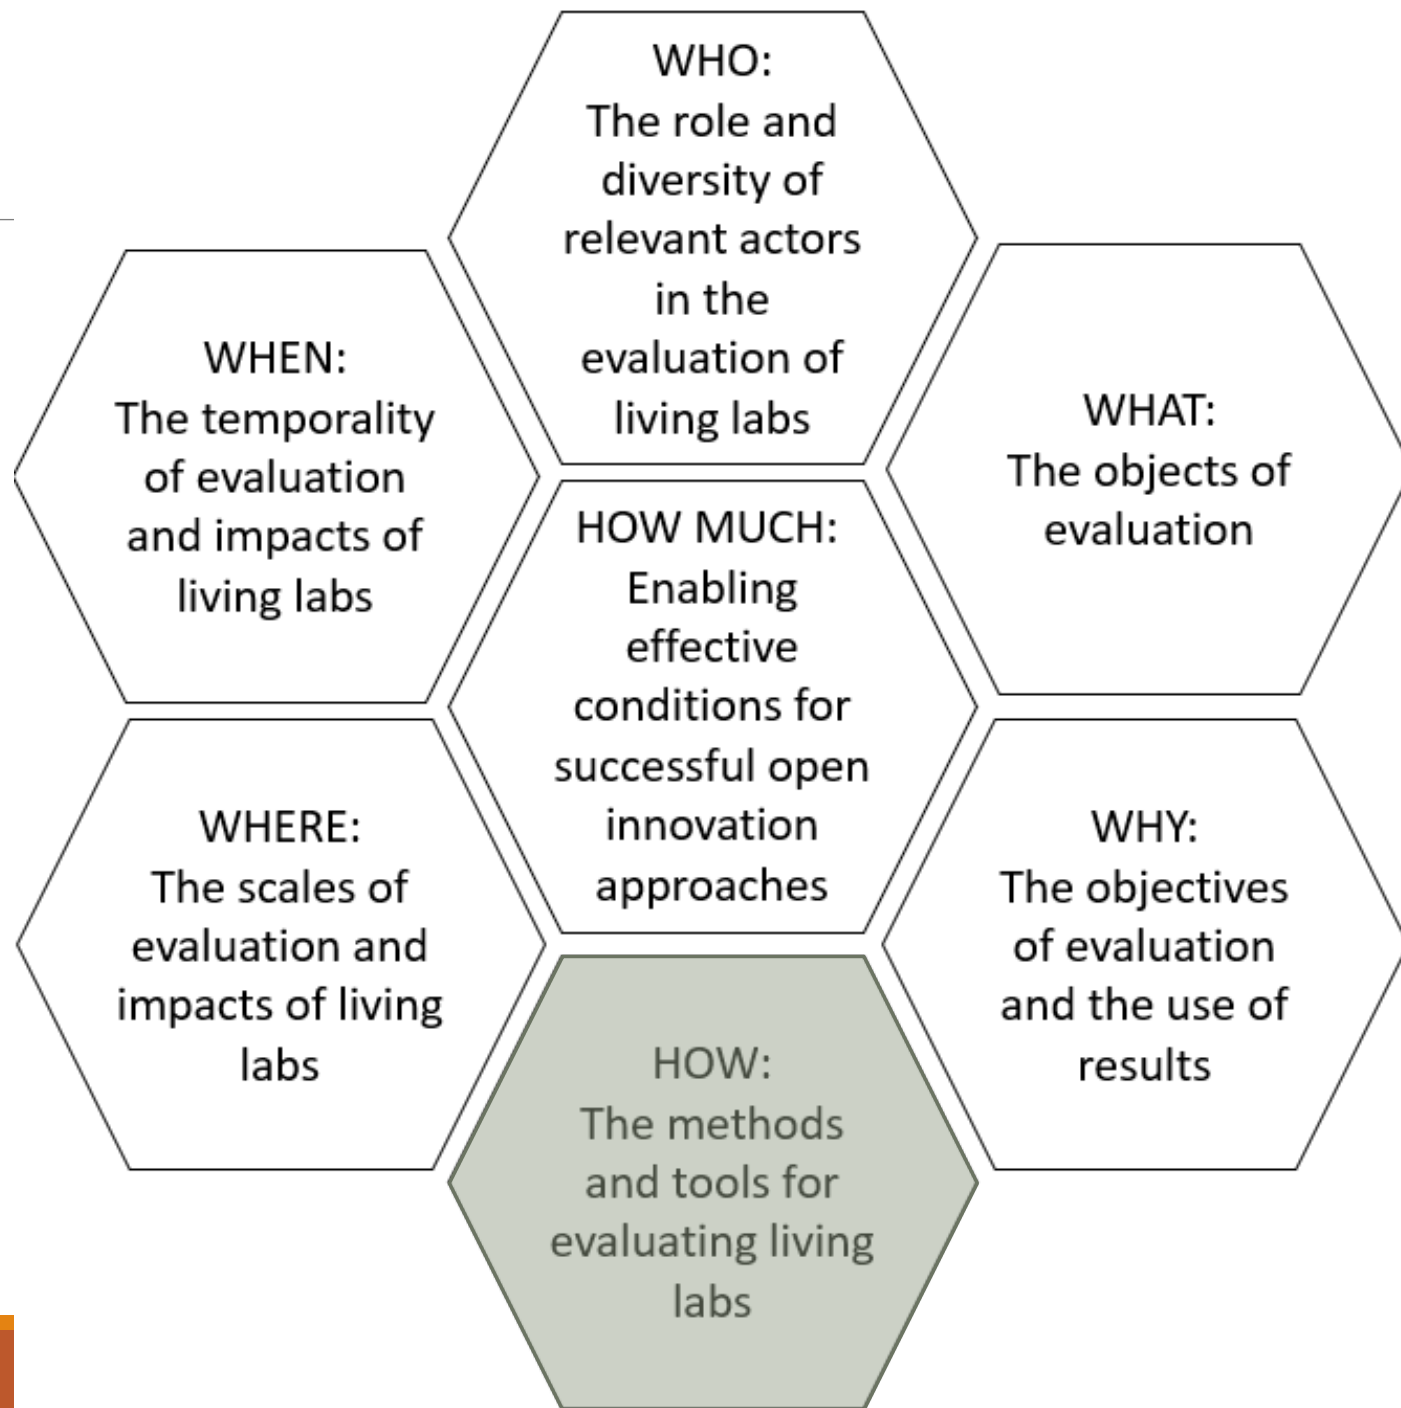 WHO:
The role and
diversity of
relevant actors
in the
evaluation of
living labs
WHEN:
The temporality
of evaluation
and impacts of
living labs
WHAT:
The objects of
evaluation
HOW MUCH:
Enabling
effective
conditions for
successful open
innovation
approaches
WHERE:
The scales of
evaluation and
impacts of living
labs
WHY:
The objectives
of evaluation
and the use of
results
HOW:
The methods
and tools for
evaluating living
labs